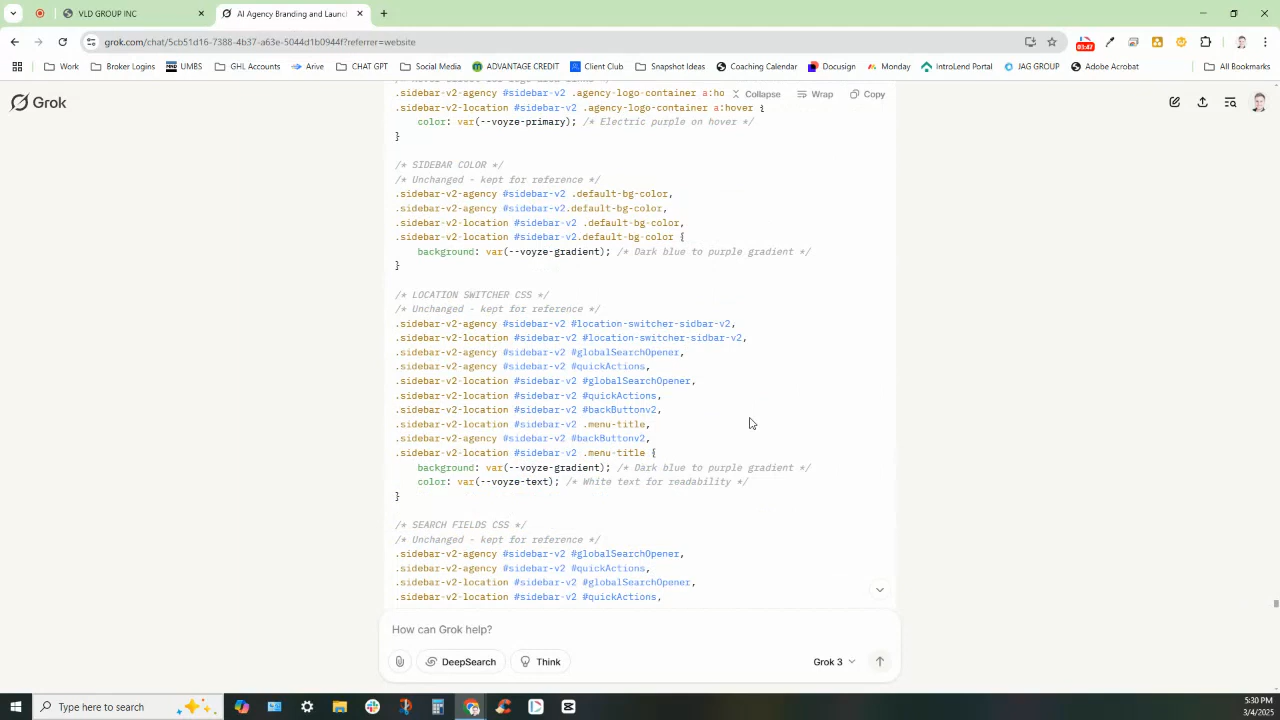 VLD GROUP INC
AI Agency Branding and Launc
grok.com/chat/5cb51d16-7388-4b37-a63e-5044d1b0944f?referrer=website
03:47
Work
Broker Logins
UMBS
GHL Accounts
Arive
CHAT GPT
Social Media
ADVANTAGE CREDIT
Client Club
Snapshot Ideas
Coaching Calendar
Docusign
Monday
IntroLend Portal
JAG GROUP
Adobe Acrobat
All Bookmarks
Grok
Collapse
Wrap
Copy
.sidebar-v2-agency #sidebar-v2 .agency-logo-container a:ho
.sidebar-v2-location #sidebar-v2 .agency-logo-container a:hover {
color: var(--voyze-primary); /* Electric purple on hover */
}
/* SIDEBAR COLOR */
/* Unchanged - kept for reference */
.sidebar-v2-agency #sidebar-v2 .default-bg-color,
.sidebar-v2-agency #sidebar-v2.default-bg-color,
.sidebar-v2-location #sidebar-v2 .default-bg-color,
.sidebar-v2-location #sidebar-v2.default-bg-color {
background: var(--voyze-gradient); /* Dark blue to purple gradient */
}
/* LOCATION SWITCHER CSS */
/* Unchanged - kept for reference */
.sidebar-v2-agency #sidebar-v2 #location-switcher-sidbar-v2,
.sidebar-v2-location #sidebar-v2 #location-switcher-sidbar-v2,
.sidebar-v2-agency #sidebar-v2 #globalSearchOpener,
.sidebar-v2-agency #sidebar-v2 #quickActions,
.sidebar-v2-location #sidebar-v2 #globalSearchOpener,
.sidebar-v2-location #sidebar-v2 #quickActions,
.sidebar-v2-location #sidebar-v2 #backButtonv2,
.sidebar-v2-location #sidebar-v2 .menu-title,
.sidebar-v2-agency #sidebar-v2 #backButtonv2,
.sidebar-v2-location #sidebar-v2 .menu-title {
background: var(--voyze-gradient); /* Dark blue to purple gradient */
color: var(--voyze-text); /* White text for readability */
}
/* SEARCH FIELDS CSS */
/* Unchanged - kept for reference */
.sidebar-v2-agency #sidebar-v2 #globalSearchOpener,
.sidebar-v2-agency #sidebar-v2 #quickActions,
.sidebar-v2-location #sidebar-v2 #globalSearchOpener,
.sidebar-v2-location #sidebar-v2 #quickActions,
How can Grok help?
DeepSearch
Think
Grok 3
Type here to search
5:30 PM
3/4/2025